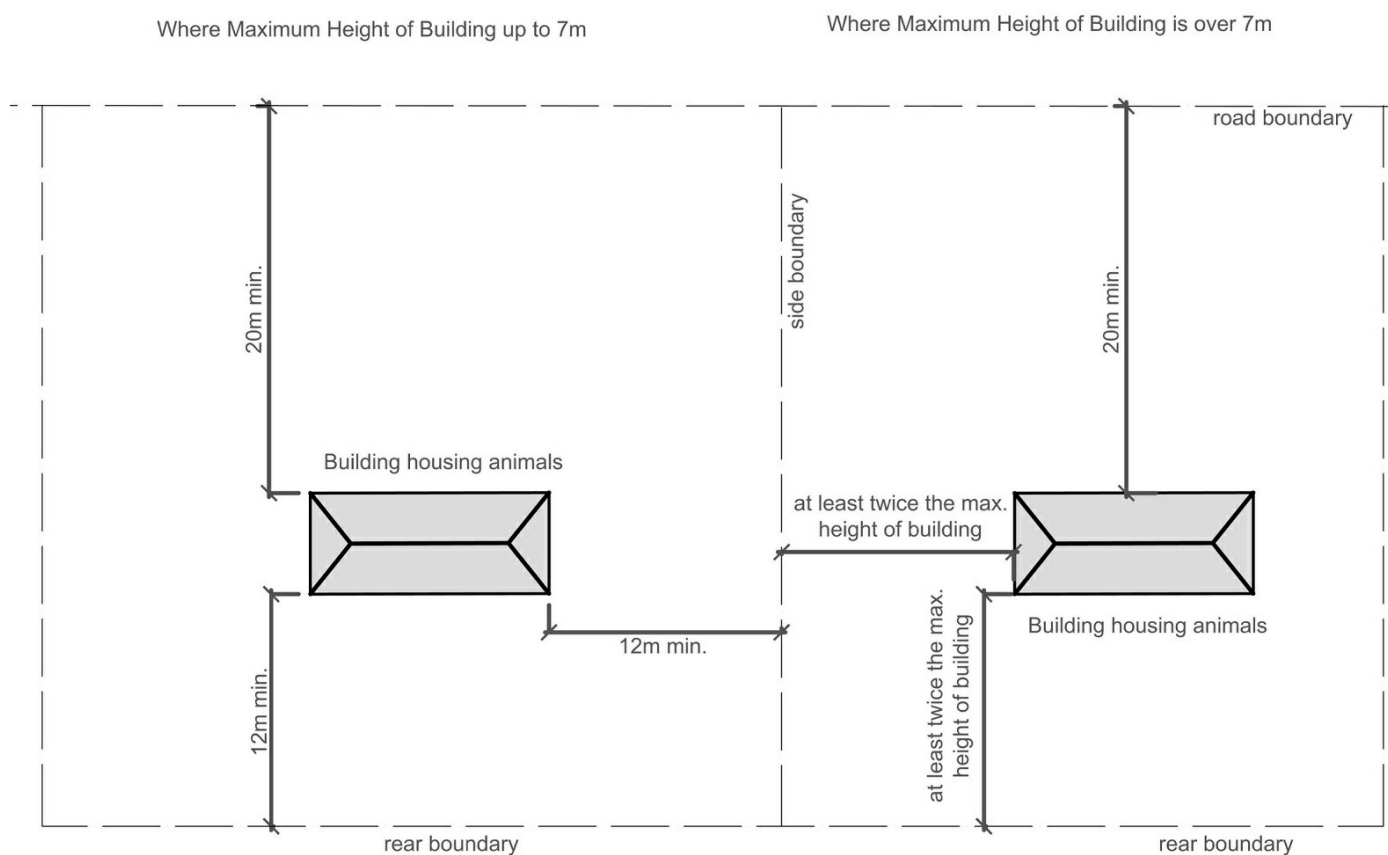 Where Maximum Height of Building up to 7m
Where Maximum Height of Building is over 7m
road boundary
side boundary
20m min.
20m min.
Building housing animals
at least twice the max.
height of building
12m min.
12m min.
Building housing animals
at least twice the max.
height of building
rear boundary
rear boundary